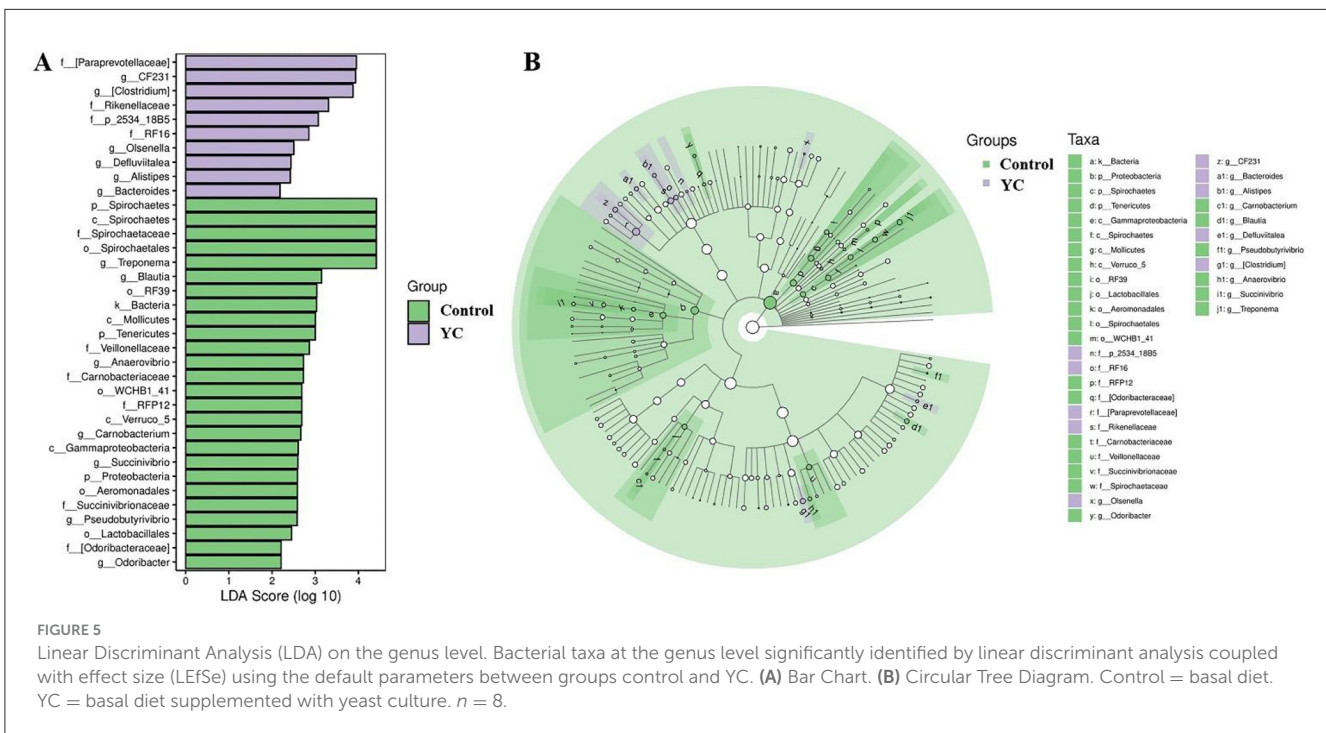 A
f__[Paraprevotellaceae]
g__CF231
g__[Clostridium]
f__Rikenellaceae
f__p_2534_18B5
f__RF16
g__Olsenella
g__Defluviitalea
g__Alistipes
g__Bacteroides
p__Spirochaetes
c__Spirochaetes
f__Spirochaetaceae
o__Spirochaetales
g__Treponema
g__Blautia
o__RF39
k__Bacteria
c__Mollicutes
p__Tenericutes
f__Veillonellaceae
g__Anaerovibrio
f__Carnobacteriaceae
o__WCHB1_41
f__RFP12
c__Verruco_5
g__Carnobacterium
c__Gammaproteobacteria
g__Succinivibrio
p__Proteobacteria
o__Aeromonadales
f__Succinivibrionaceae
g__Pseudobutyrivibrio
o__Lactobacillales
f__[Odoribacteraceae]
g__Odoribacter
0 1 2 3 4
LDA Score (log 10)
Group
Control
YC
B
Groups
Control
YC
Taxa
a: k__Bacteria
b: p__Proteobacteria
c: p__Spirochaetes
d: p__Tenericutes
e: c__Gammaproteobacteria
f: c__Spirochaetes
g: c__Mollicutes
h: c__Verruco_5
i: o__RF39
j: o__Lactobacillales
k: o__Aeromonadales
l: o__Spirochaetales
m: o__WCHB1_41
n: f__p_2534_18B5
o: f__RF16
p: f__RFP12
q: f__[Odoribacteraceae]
r: f__[Paraprevotellaceae]
s: f__Rikenellaceae
t: f__Carnobacteriaceae
u: f__Veillonellaceae
v: f__Succinivibrionaceae
w: f__Spirochaetaceae
x: g__Olsenella
y: g__Odoribacter
z: g__CF231
a1: g__Bacteroides
b1: g__Alistipes
c1: g__Carnobacterium
d1: g__Blautia
e1: g__Defluviitalea
f1: g__Pseudobutyrivibrio
g1: g__[Clostridium]
h1: g__Anaerovibrio
i1: g__Succinivibrio
j1: g__Treponema
FIGURE 5
Linear Discriminant Analysis (LDA) on the genus level. Bacterial taxa at the genus level significantly identified by linear discriminant analysis coupled
with effect size (LEfSe) using the default parameters between groups control and YC. (A) Bar Chart. (B) Circular Tree Diagram. Control = basal diet.
YC = basal diet supplemented with yeast culture. n = 8.